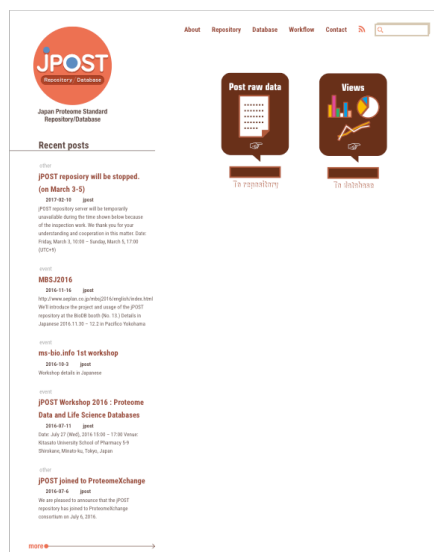 About Repository Database Workflow Contact
jPOST
Repository / Database
Japan Proteome Standard
Repository/Database
Post raw data
Views
To repository
To database
Recent posts
other
jPOST reposiory will be stopped.
(on March 3-5)
2017-02-10 jpost
jPOST repository server will be temporarily
unavailable during the time shown below because
of the inspection work. We thank you for your
understanding and cooperation in this matter. Date:
Friday, March 3, 10:00 – Sunday, March 5, 17:00
(UTC+9)
event
MBSJ2016
2016-11-16 jpost
http://www.aeplan.co.jp/mbsj2016/english/index.html
We'll introduce the project and usage of the jPOST
repository at the BioDB booth (No. 13.) Details in
Japanese 2016.11.30 – 12.2 in Pacifico Yokohama
event
ms-bio.info 1st workshop
2016-10-3 jpost
Workshop details in Japanese
event
jPOST Workshop 2016 : Proteome
Data and Life Science Databases
2016-07-11 jpost
Date: July 27 (Wed), 2016 13:00 – 17:00 Venue:
Kitasato University School of Pharmacy 5-9
Shirokane, Minato-ku, Tokyo, Japan
other
jPOST joined to ProteomeXchange
2016-07-6 jpost
We are pleased to announce that the jPOST
repository has joined to ProteomeXchange
consortium on July 6, 2016.
more